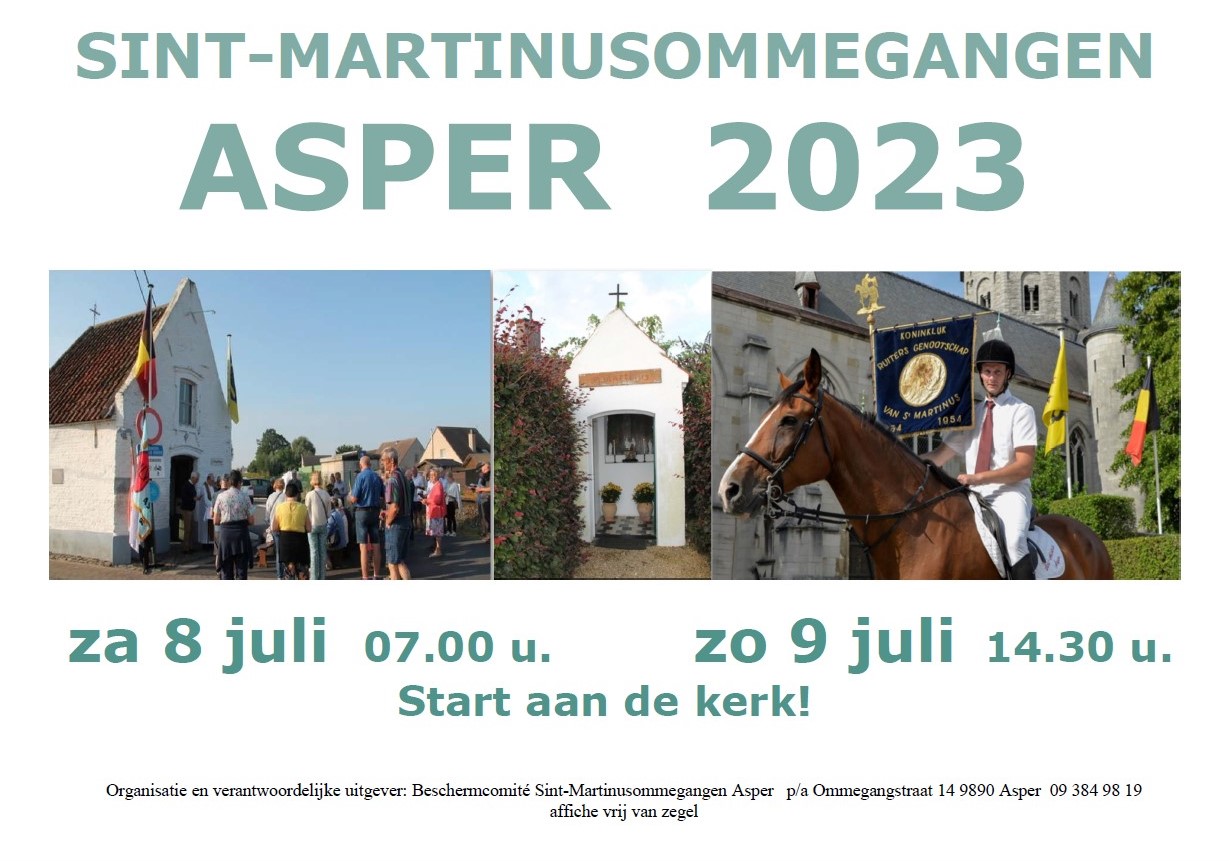 SINT-MARTINUSOMMEGANGEN
ASPER 2023
KONINKLIJK
RUITERS GENOOTSCHAP
VAN ST MARTINUS
1954
za 8 juli 07.00 u. zo 9 juli 14.30 u.
Start aan de kerk!
Organisatie en verantwoordelijke uitgever: Beschermcomité Sint-Martinusommegangen Asper p/a Ommegangstraat 14 9890 Asper 09 384 98 19
affiche vrij van zegel